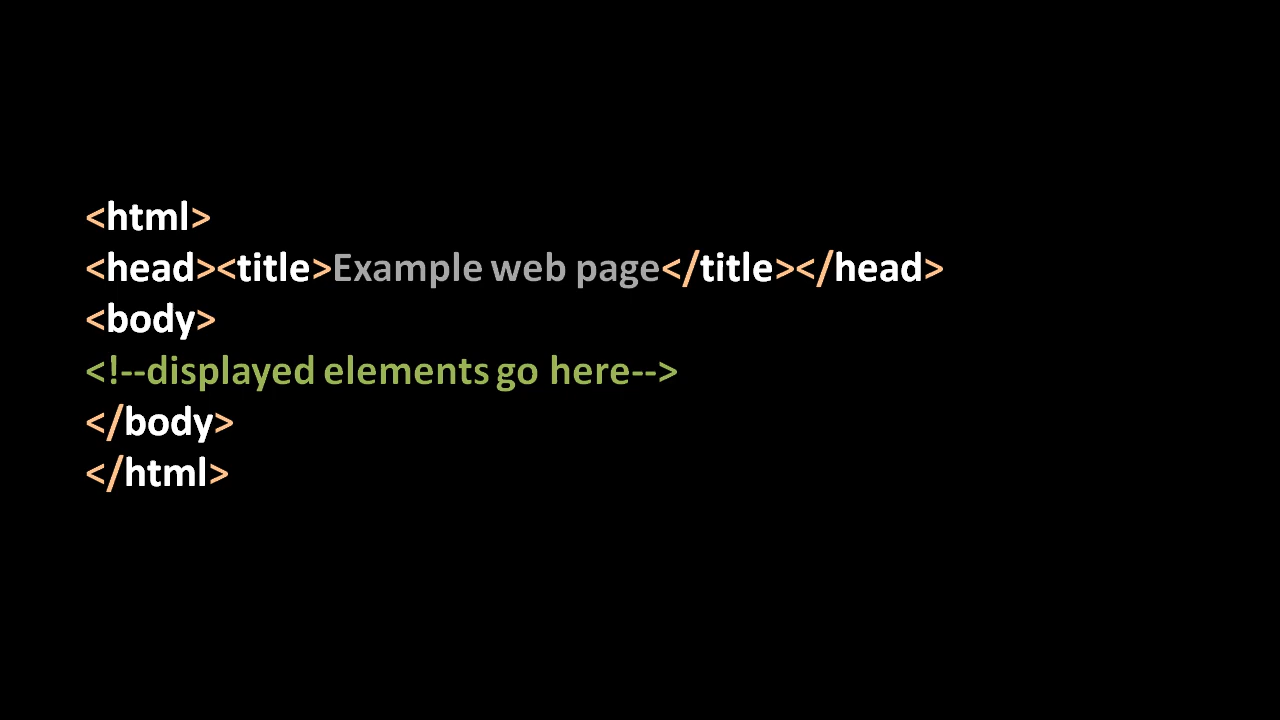 <html>
<head><title>Example web page</title></head>
<body>
<!--displayed elements go here-->
</body>
</html>